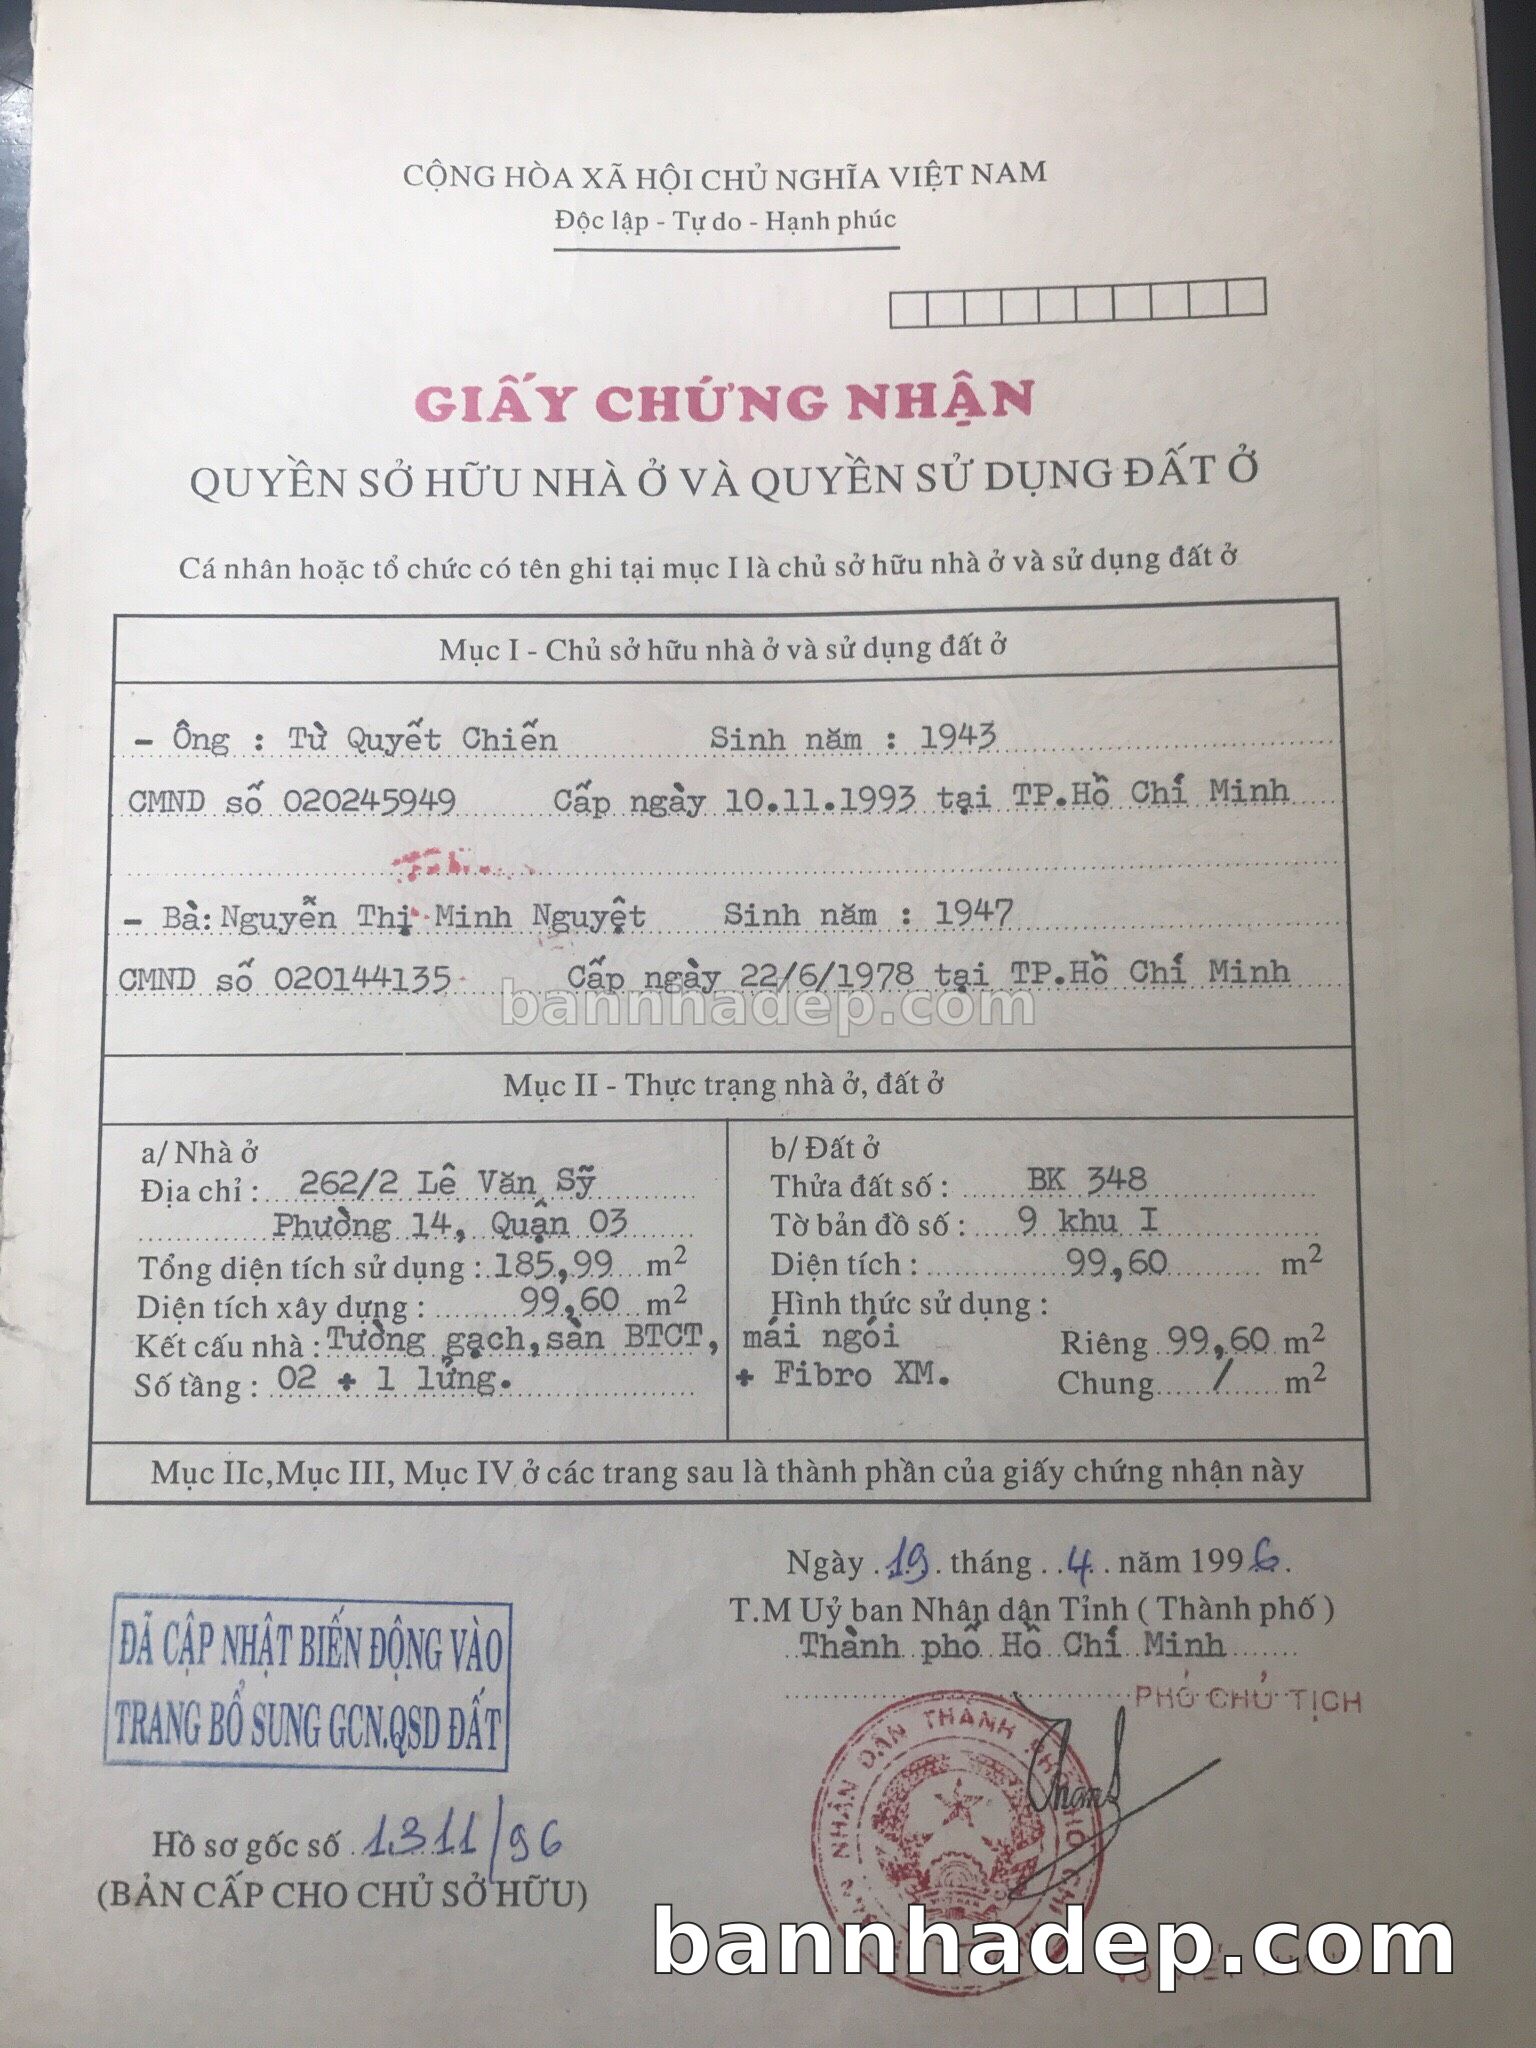 CỘNG HÒA XÃ HỘI CHỦ NGHĨA VIỆT NAM
Độc lập - Tự do - Hạnh phúc
GIẤY CHỨNG NHẬN
QUYỀN SỞ HỮU NHÀ Ở VÀ QUYỀN SỬ DỤNG ĐẤT Ở
Cá nhân hoặc tổ chức có tên ghi tại mục I là chủ sở hữu nhà ở và sử dụng đất ở
Mục I - Chủ sở hữu nhà ở và sử dụng đất ở
- Ông : Từ Quyết Chiến Sinh năm : 1943
CMND số 020245949 Cấp ngày 10.11.1993 tại TP.Hồ Chí Minh
- Bà: Nguyễn Thị Minh Nguyệt Sinh năm : 1947
CMND số 020144135 Cấp ngày 22/6/1978 tại TP.Hồ Chí Minh
bannhadep.com
Mục II - Thực trạng nhà ở, đất ở
a/ Nhà ở
Địa chỉ : 262/2 Lê Văn Sỹ
Phường 14, Quận 03
Tổng diện tích sử dụng : 185,99 m2
Diện tích xây dựng : 99,60 m2
Kết cấu nhà : Tường gạch, sàn BTCT, mái ngói
+ Fibro XM.
Số tầng : 02 + 1 lửng.
b/ Đất ở
Thửa đất số : BK 348
Tờ bản đồ số : 9 khu I
Diện tích : 99,60 m2
Hình thức sử dụng :
Riêng 99,60 m2
Chung / m2
Mục IIc, Mục III, Mục IV ở các trang sau là thành phần của giấy chứng nhận này
Ngày 19 tháng 4 năm 1996.
T.M Uỷ ban Nhân dận Tỉnh ( Thành phố )
Thành phố Hồ Chí Minh
PHÓ CHỦ TỊCH
ĐÃ CẬP NHẬT BIẾN ĐỘNG VÀO
TRANG BỔ SUNG GCN.QSD ĐẤT
Hồ sơ gốc số 1311/96
(BẢN CẤP CHO CHỦ SỞ HỮU)
NHÂN DÂN THÀNH PHỐ HỒ CHÍ
bannhadep.com